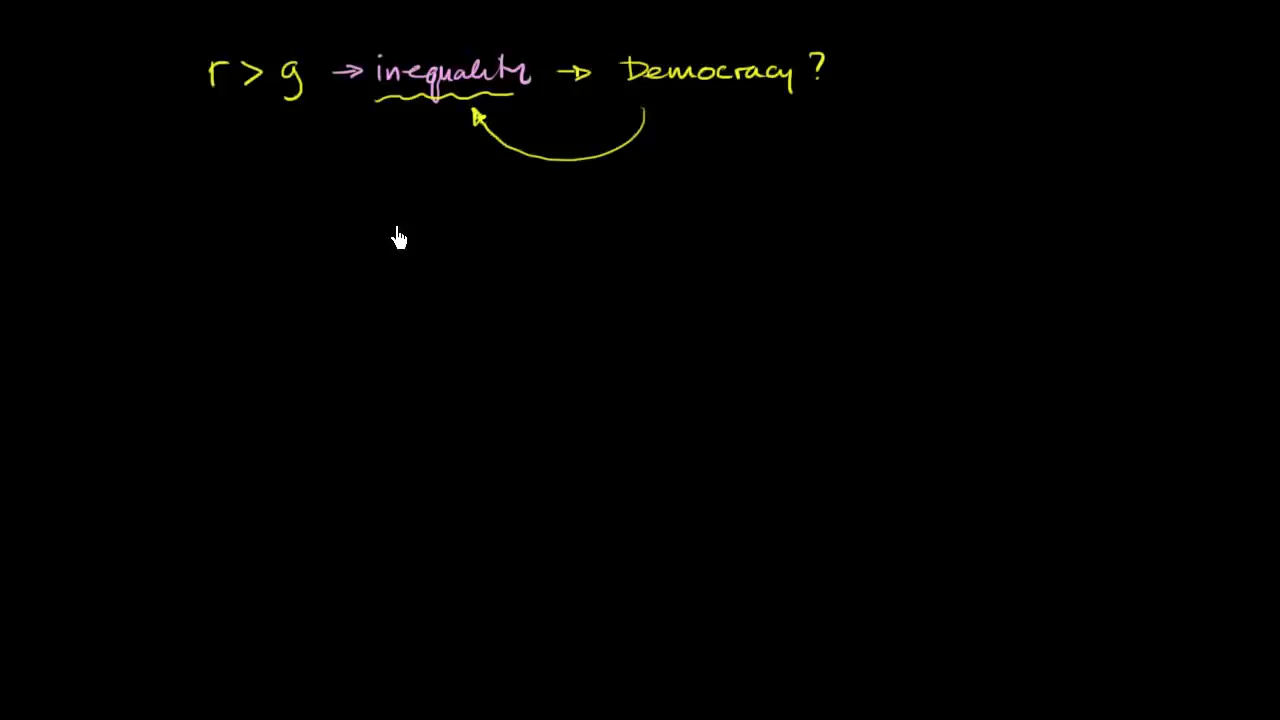 r > g → inequality → Democracy ?